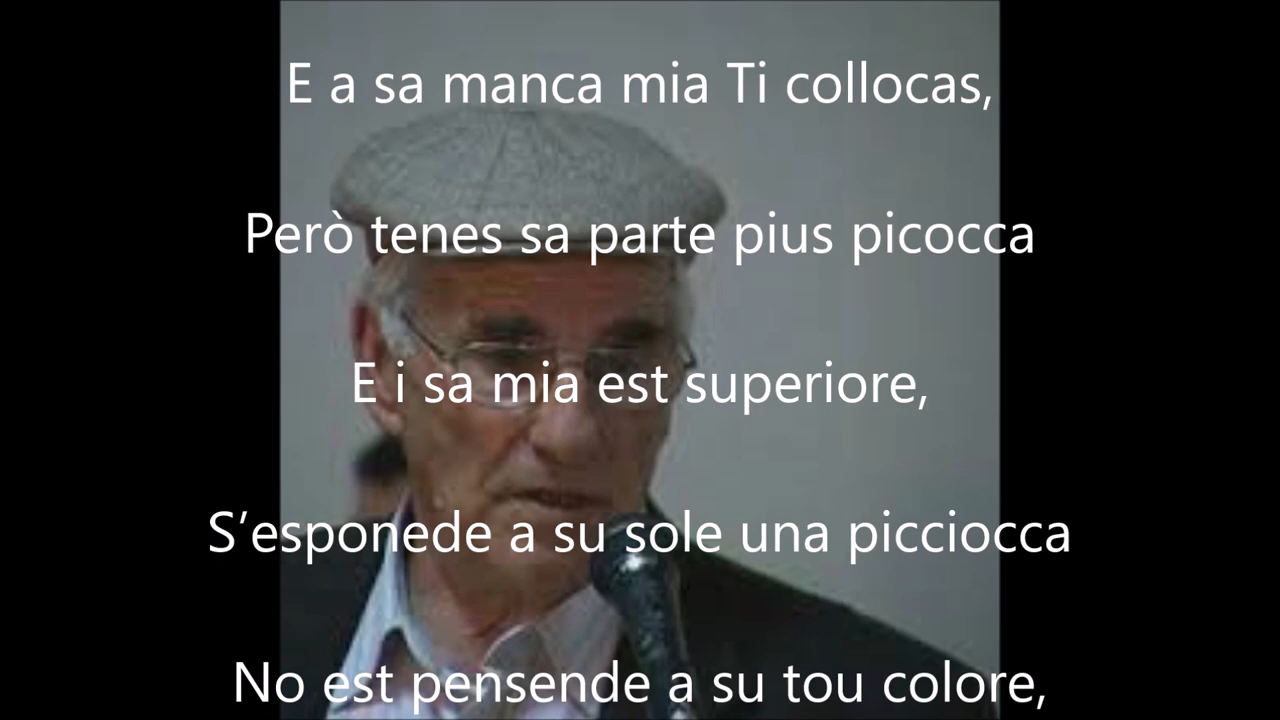 E a sa manca mia Ti collocas,
Però tenes sa parte pius picocca
E i sa mia est superiore,
S’esponede a su sole una picciocca
No est pensende a su tou colore,